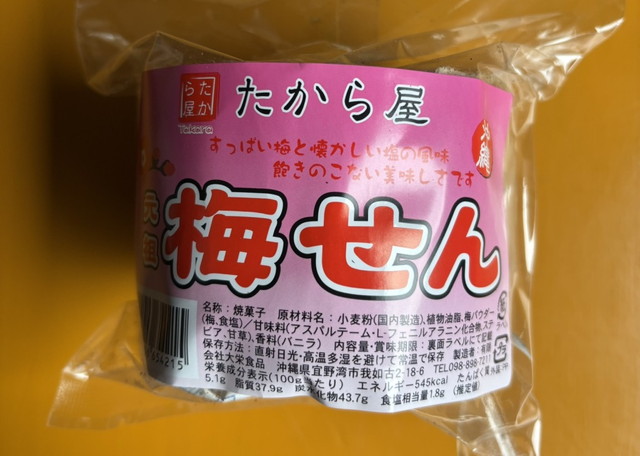 たからや
Takara
たから屋
すっぱい梅と懐かしい塩の風味
飽きのこない美味しさです
元祖
梅せん
名称:焼菓子 原材料名:小麦粉(国内製造)、植物油脂、梅パウダー
(梅、食塩)/甘味料(アスパルテーム・L-フェニルアラニン化合物、ステ
ビア、甘草)、香料(バニラ) 内容量・賞味期限:裏面ラベルにて記載
保存方法:直射日光・高温多湿を避けて常温で保存 製造者:有限
会社大栄食品 沖縄県宜野湾市我如古2-18-6 TEL098-898-721
栄養成分表示(100g当たり) エネルギー545kcal たんぱく質
5.1g 脂質37.9g 炭水化物43.7g 食塩相当量1.8g (推定値)
534215
プラ